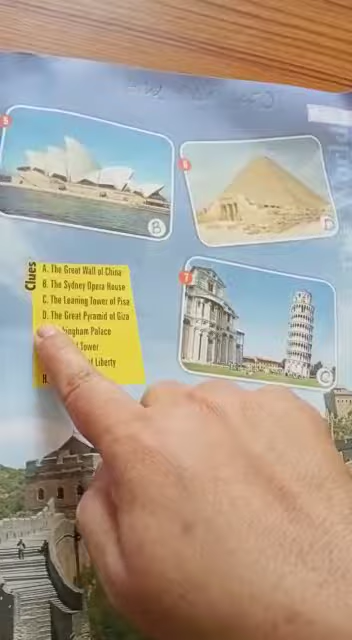 5
B
6
D
Clues
A. The Great Wall of China
B. The Sydney Opera House
C. The Leaning Tower of Pisa
D. The Great Pyramid of Giza
Palace
Tower
of Liberty
H.
7
C